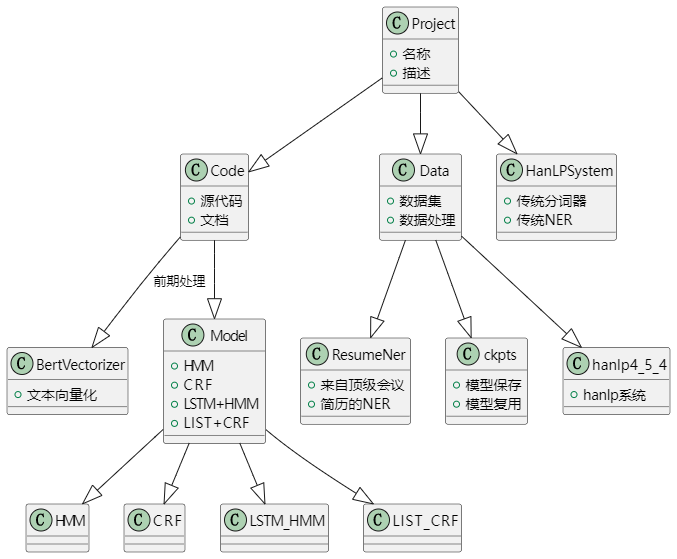 C Project
名称
描述
C Code
源代码
文档
C Data
数据集
数据处理
C HanLPSystem
传统分词器
传统NER
前期处理
C BertVectorizer
文本向量化
C Model
HMM
CRF
LSTM+HMM
LIST+CRF
C ResumeNer
来自顶级会议
简历的NER
C ckpts
模型保存
模型复用
C hanlp4_5_4
hanlp系统
C HMM
C CRF
C LSTM_HMM
C LIST_CRF